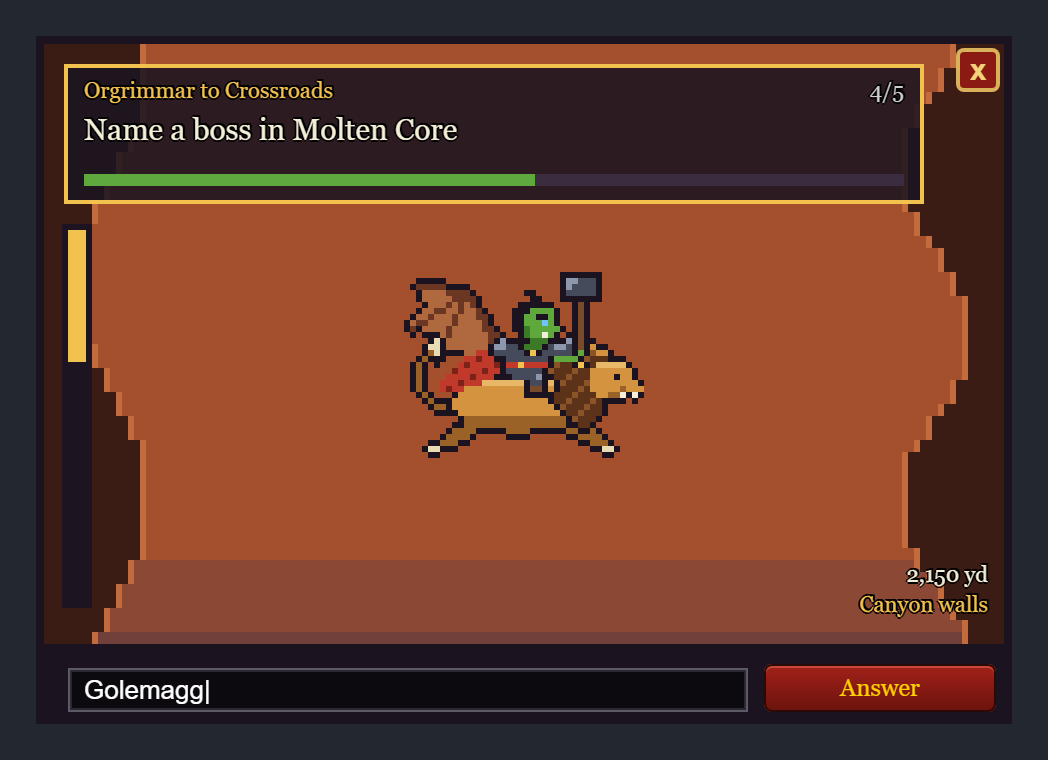 Orgrimmar to Crossroads
4/5
Name a boss in Molten Core
x
2,150 yd
Canyon walls
Golemagg
Answer